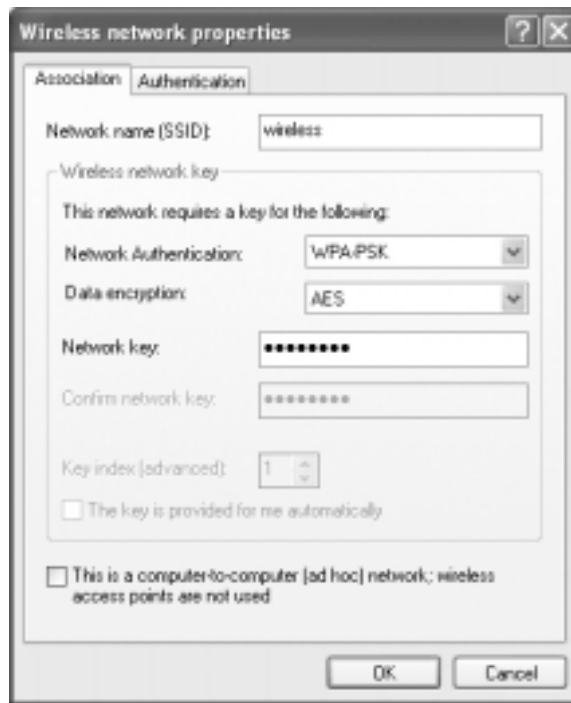 Wireless network properties
Association Authentication
Network name (SSID): wireless
Wireless network key
This network requires a key for the following:
Network Authentication: WPA-PSK
Data encryption: AES
Network key: ••••••••
Confirm network key: ••••••••
Key index (advanced): 1
The key is provided for me automatically
This is a computer-to-computer (ad hoc) network; wireless
access points are not used
OK Cancel